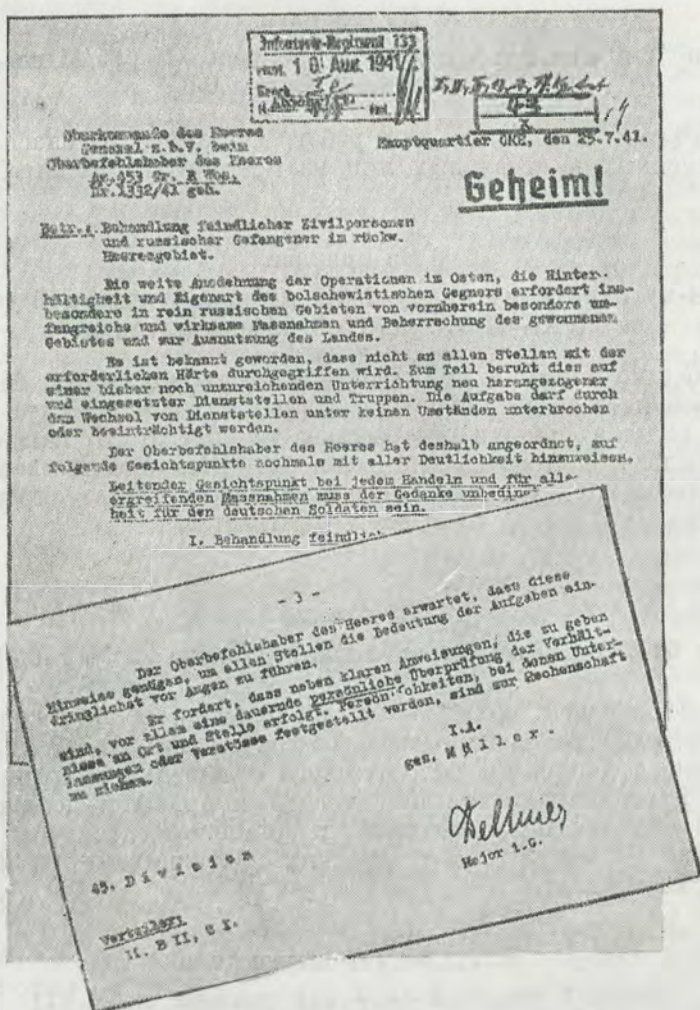 Infanterie-Regiment 133
10. Aug. 1941
Oberkommando des Heeres
General z.b.V. beim
Oberbefehlshaber des Heeres
Az.453 Gr. R Wes.
Nr.1332/41 geh.
Hauptquartier OKH, den 25.7.41.
Geheim!
Betr.: Behandlung feindlicher Zivilpersonen
und russischer Gefangener im rückw.
Heeresgebiet.
Die weite Ausdehnung der Operationen im Osten, die Hinter-
hältigkeit und Eigenart des bolschewistischen Gegners erfordert ins-
besondere in rein russischen Gebieten von vornherein besondere um-
fangreiche und wirksame Massnahmen und Beherrschung des gewonnenen
Gebietes und zur Ausnutzung des Landes.
Es ist bekannt geworden, dass nicht an allen Stellen mit der
erforderlichen Härte durchgegriffen wird. Zum Teil beruht dies auf
einer bisher noch unzureichenden Unterrichtung neu herangezogener
und eingesetzter Dienststellen und Truppen. Die Aufgabe darf durch
den Wechsel von Dienststellen unter keinen Umständen unterbrochen
oder beeinträchtigt werden.
Der Oberbefehlshaber des Heeres hat deshalb angeordnet, auf
folgende Gesichtspunkte nochmals mit aller Deutlichkeit hinzuweisen.
Leitender Gesichtspunkt bei jedem Handeln und für alle
ergreifenden Massnahmen muss der Gedanke unbedin
heit für den deutschen Soldaten sein.
I. Behandlung feindlich
- 3 -
Der Oberbefehlshaber des Heeres erwartet, dass diese
Hinweise genügen, um allen Stellen die Bedeutung der Aufgaben ein-
dringlichst vor Augen zu führen.
Er fordert, dass neben klaren Anweisungen, die zu geben
sind, vor allem eine dauernde persönliche Überprüfung der Verhält-
nisse an Ort und Stelle erfolgt. Persönlichkeiten, bei denen Unter-
lassungen oder Verstösse festgestellt werden, sind zur Rechenschaft
zu ziehen.
I.A.
gez. Müller.
Major i.G.
45. Division
Verteiler:
II. B II, C I.